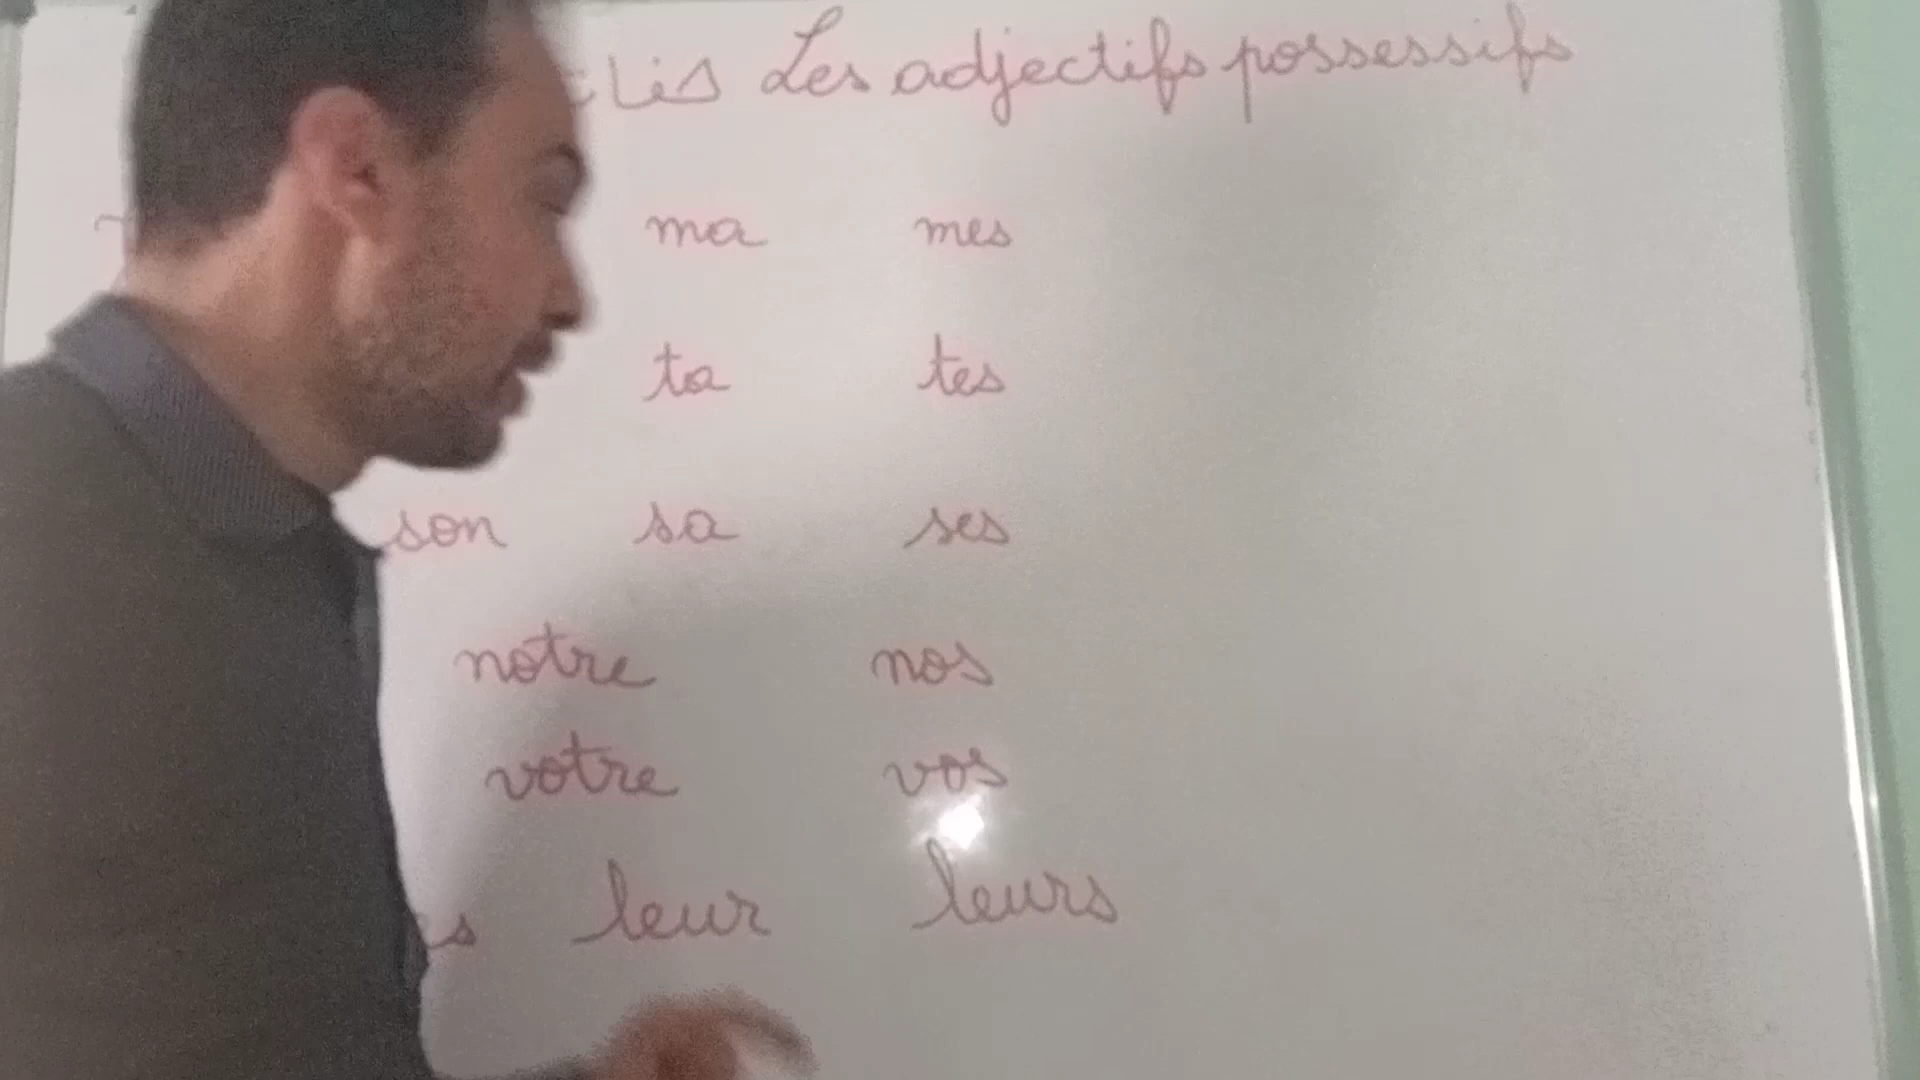 Les adjectifs possessifs
ma mes
ta tes
son sa ses
notre nos
votre vos
leur leurs